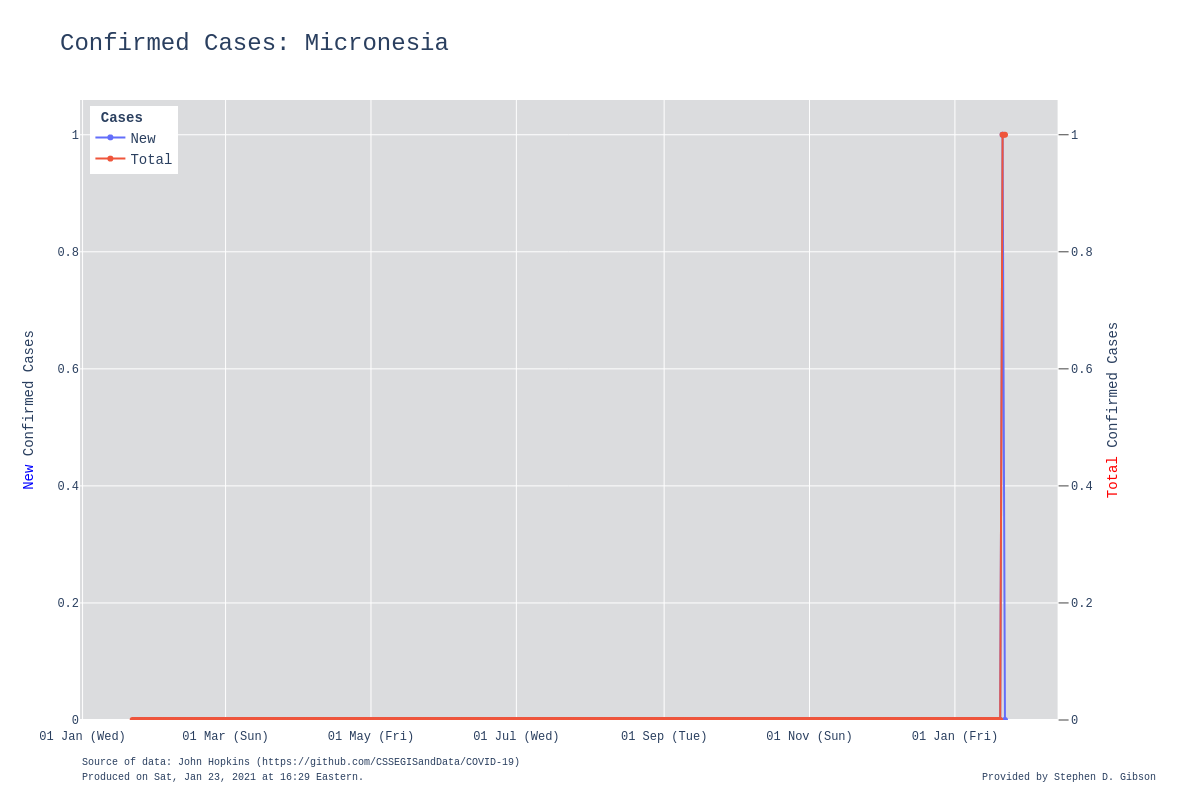 Confirmed Cases: Micronesia
Cases
New
Total
1
0.8
0.6
0.4
0.2
0
1
0.8
0.6
0.4
0.2
0
New Confirmed Cases
Total Confirmed Cases
01 Jan (Wed) 01 Mar (Sun) 01 May (Fri) 01 Jul (Wed) 01 Sep (Tue) 01 Nov (Sun) 01 Jan (Fri)
Source of data: John Hopkins (https://github.com/CSSEGISandData/COVID-19)
Produced on Sat, Jan 23, 2021 at 16:29 Eastern.
Provided by Stephen D. Gibson